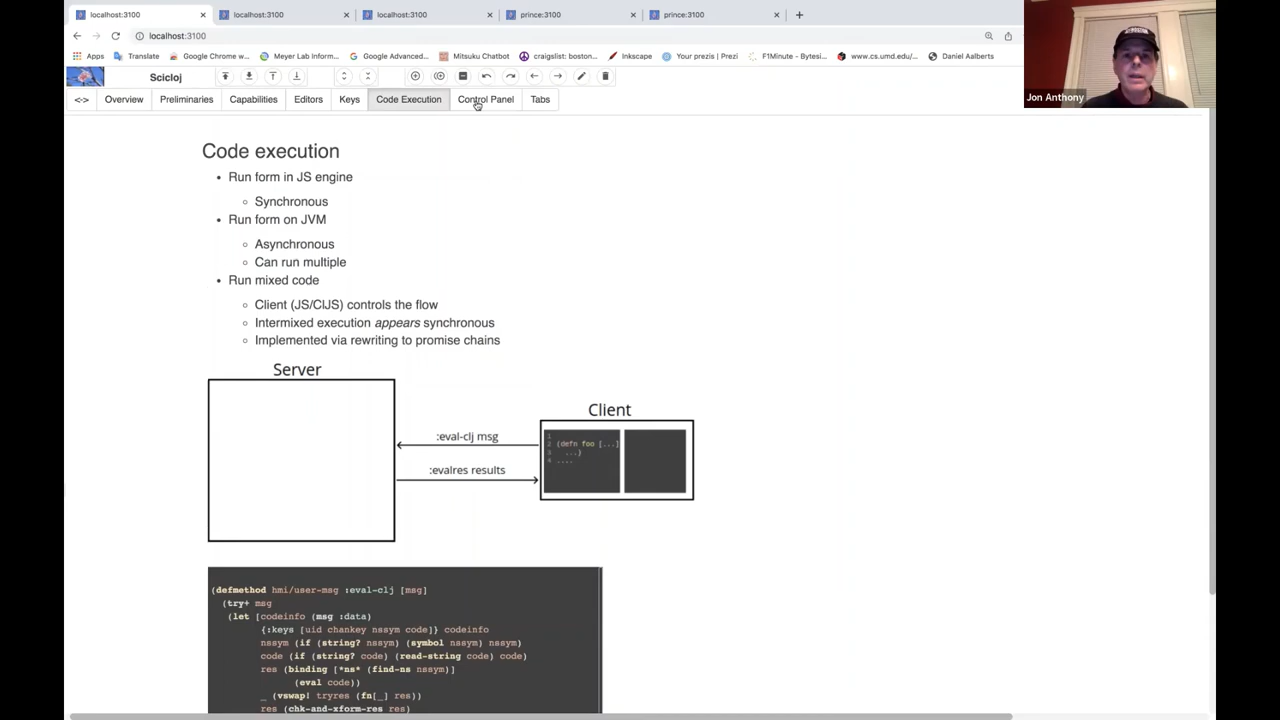 localhost:3100
localhost:3100
localhost:3100
prince:3100
prince:3100
localhost:3100
Apps
Translate
Google Chrome w...
Meyer Lab Inform...
Google Advanced...
Mitsuku Chatbot
craigslist: boston...
Inkscape
Your prezis | Prezi
F1Minute - Bytesi...
www.cs.umd.edu/...
Daniel Aalberts
Scicloj
<->
Overview
Preliminaries
Capabilities
Editors
Keys
Code Execution
Control Panel
Tabs
Jon Anthony
Code execution
• Run form in JS engine
Synchronous
• Run form on JVM
Asynchronous
Can run multiple
• Run mixed code
Client (JS/ClJS) controls the flow
Intermixed execution appears synchronous
Implemented via rewriting to promise chains
Server
Client
:eval-clj msg
:evalres results
1
2 (defn foo [...]
3 ...)
4 ....
(defmethod hmi/user-msg :eval-clj [msg]
(try+ msg
(let [codeinfo (msg :data)
{:keys [uid chankey nssym code]} codeinfo
nssym (if (string? nssym) (symbol nssym) nssym)
code (if (string? code) (read-string code) code)
res (binding [*ns* (find-ns nssym)]
(eval code))
_ (vswap! tryres (fn[_] res))
res (chk-and-xform-res res)